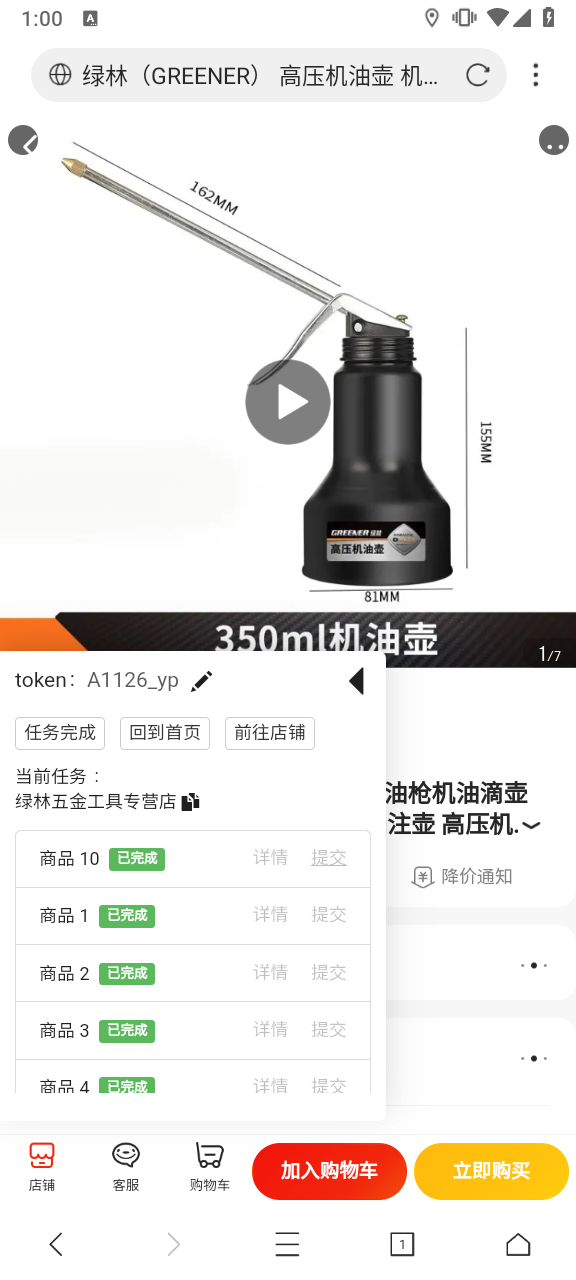 1:00
A
绿林（GREENER） 高压机油壶 机…
162MM
155MM
GREENER 绿林
高压机油壶
81MM
350ml机油壶
1/7
token： A1126_yp
任务完成 回到首页 前往店铺
当前任务 ：
绿林五金工具专营店
油枪机油滴壶
注壶 高压机.
降价通知
商品 10 已完成 详情 提交
商品 1 已完成 详情 提交
商品 2 已完成 详情 提交
商品 3 已完成 详情 提交
商品 4 已完成 详情 提交
店铺 客服 购物车 加入购物车 立即购买
1